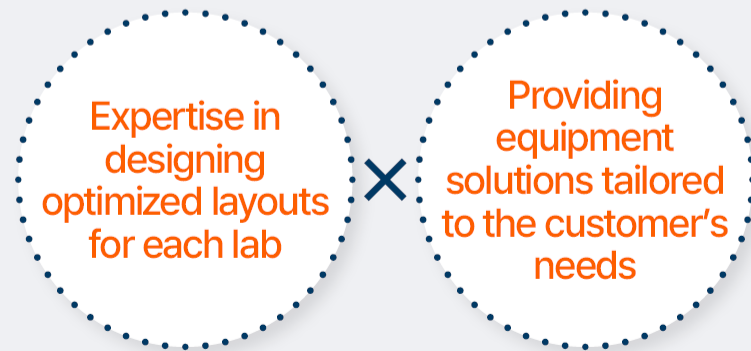 Expertise in
designing
optimized layouts
for each lab
×
Providing
equipment
solutions tailored
to the customer's
needs